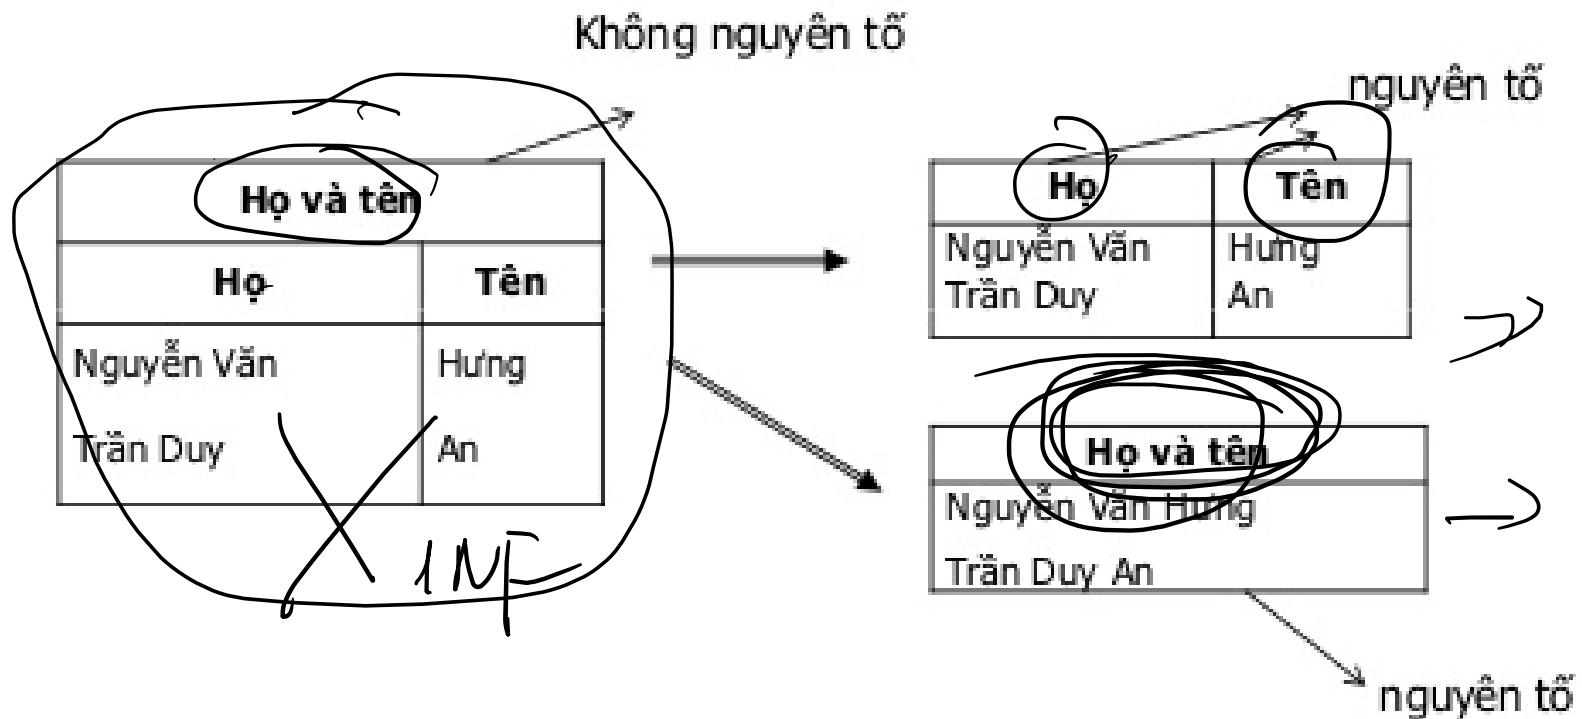 Không nguyên tố
nguyên tố
Họ và tên
Họ Tên
Nguyễn Văn Hưng
Trần Duy An
1NF
Họ Tên
Nguyễn Văn Hưng
Trần Duy An
Họ và tên
Nguyễn Văn Hưng
Trần Duy An
nguyên tố